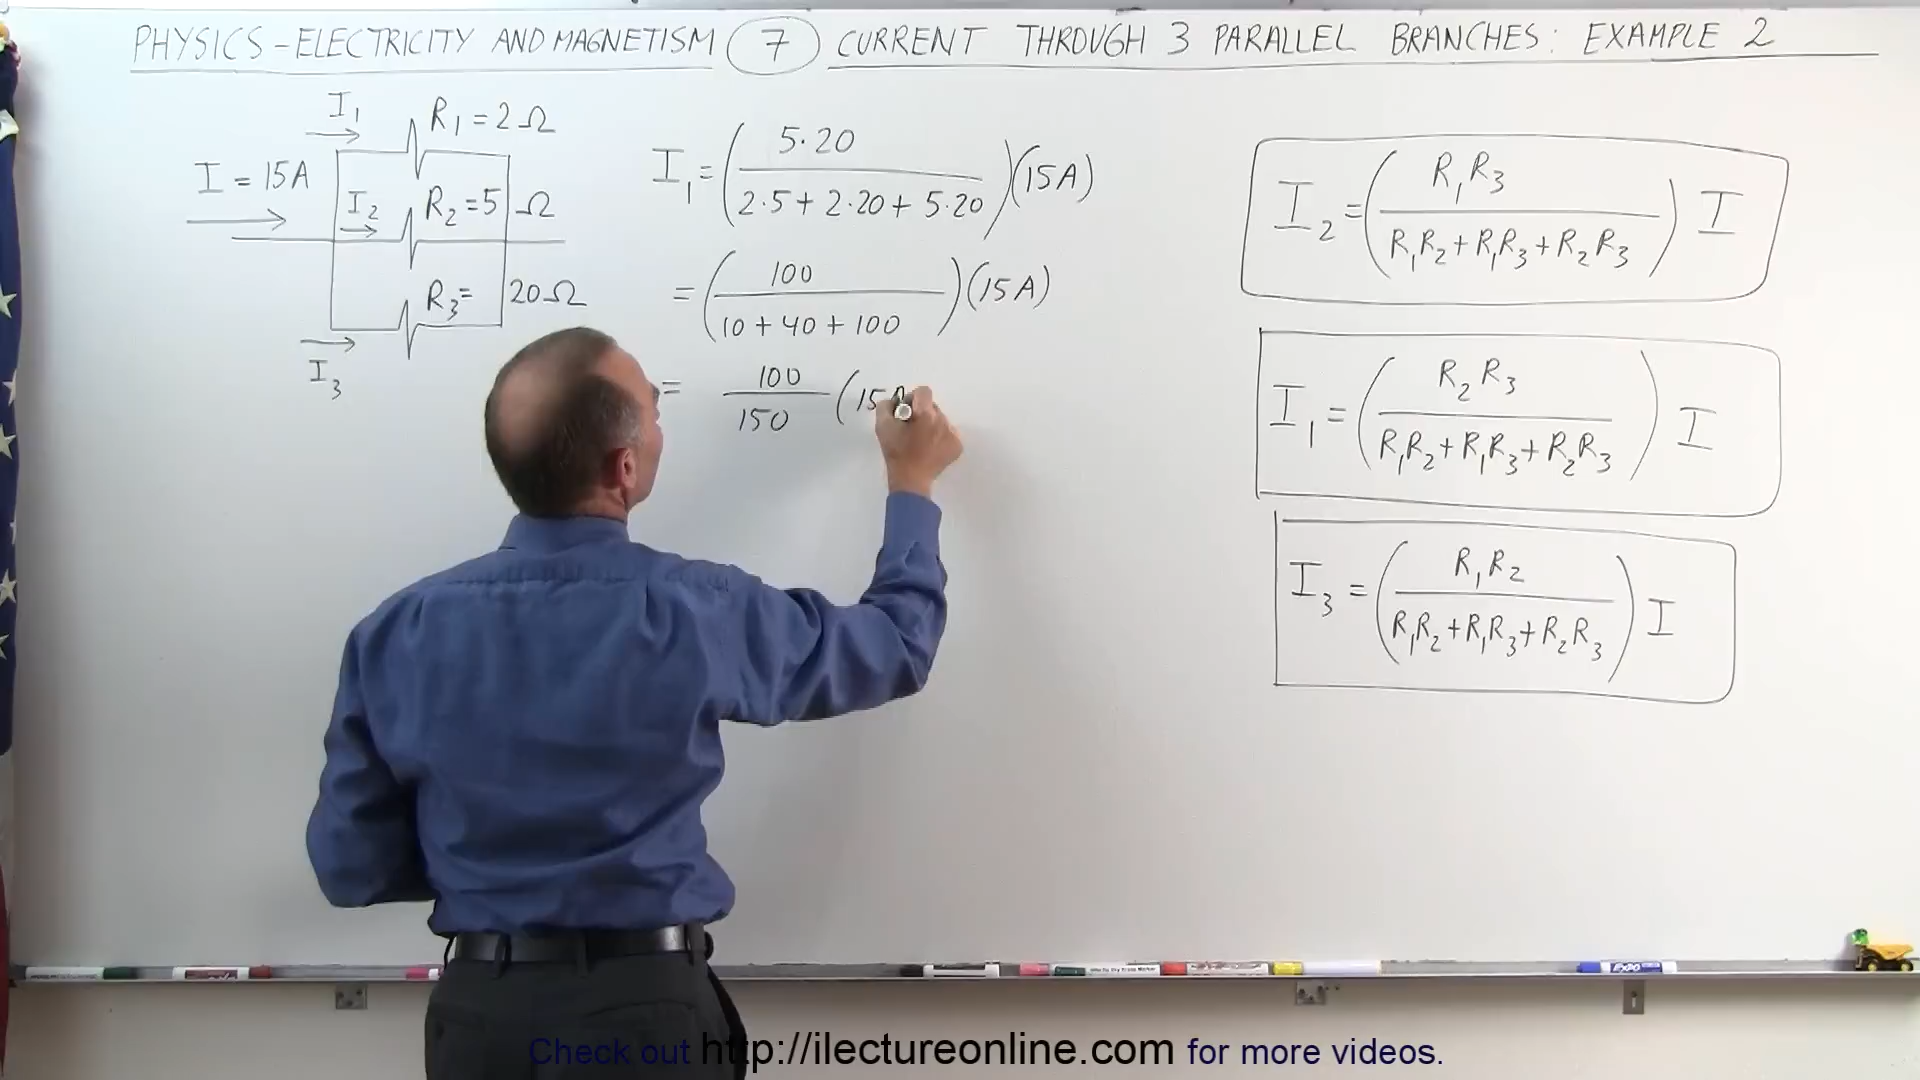 PHYSICS - ELECTRICITY AND MAGNETISM 7 CURRENT THROUGH 3 PARALLEL BRANCHES: EXAMPLE 2
I₁
R₁ = 2Ω
I = 15A
I₂
R₂ = 5 Ω
R₃ = 20Ω
I₃
I₁ = (5·20 / 2·5 + 2·20 + 5·20)(15A)
= (100 / 10 + 40 + 100)(15A)
= 100 / 150 (15A
I₂ = (R₁R₃ / R₁R₂ + R₁R₃ + R₂R₃) I
I₁ = (R₂R₃ / R₁R₂ + R₁R₃ + R₂R₃) I
I₃ = (R₁R₂ / R₁R₂ + R₁R₃ + R₂R₃) I
EXPO
Check out http://ilectureonline.com for more videos.